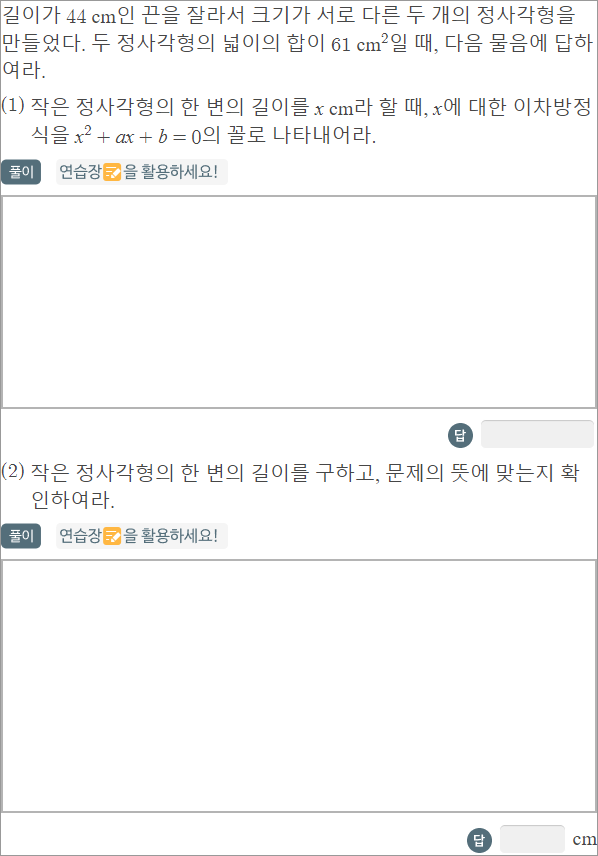 길이가 44 cm인 끈을 잘라서 크기가 서로 다른 두 개의 정사각형을
만들었다. 두 정사각형의 넓이의 합이 61 cm²일 때, 다음 물음에 답하
여라.
(1) 작은 정사각형의 한 변의 길이를 x cm라 할 때, x에 대한 이차방정
식을 x² + ax + b = 0의 꼴로 나타내어라.
풀이 연습장을 활용하세요!
답
(2) 작은 정사각형의 한 변의 길이를 구하고, 문제의 뜻에 맞는지 확
인하여라.
풀이 연습장을 활용하세요!
답 cm